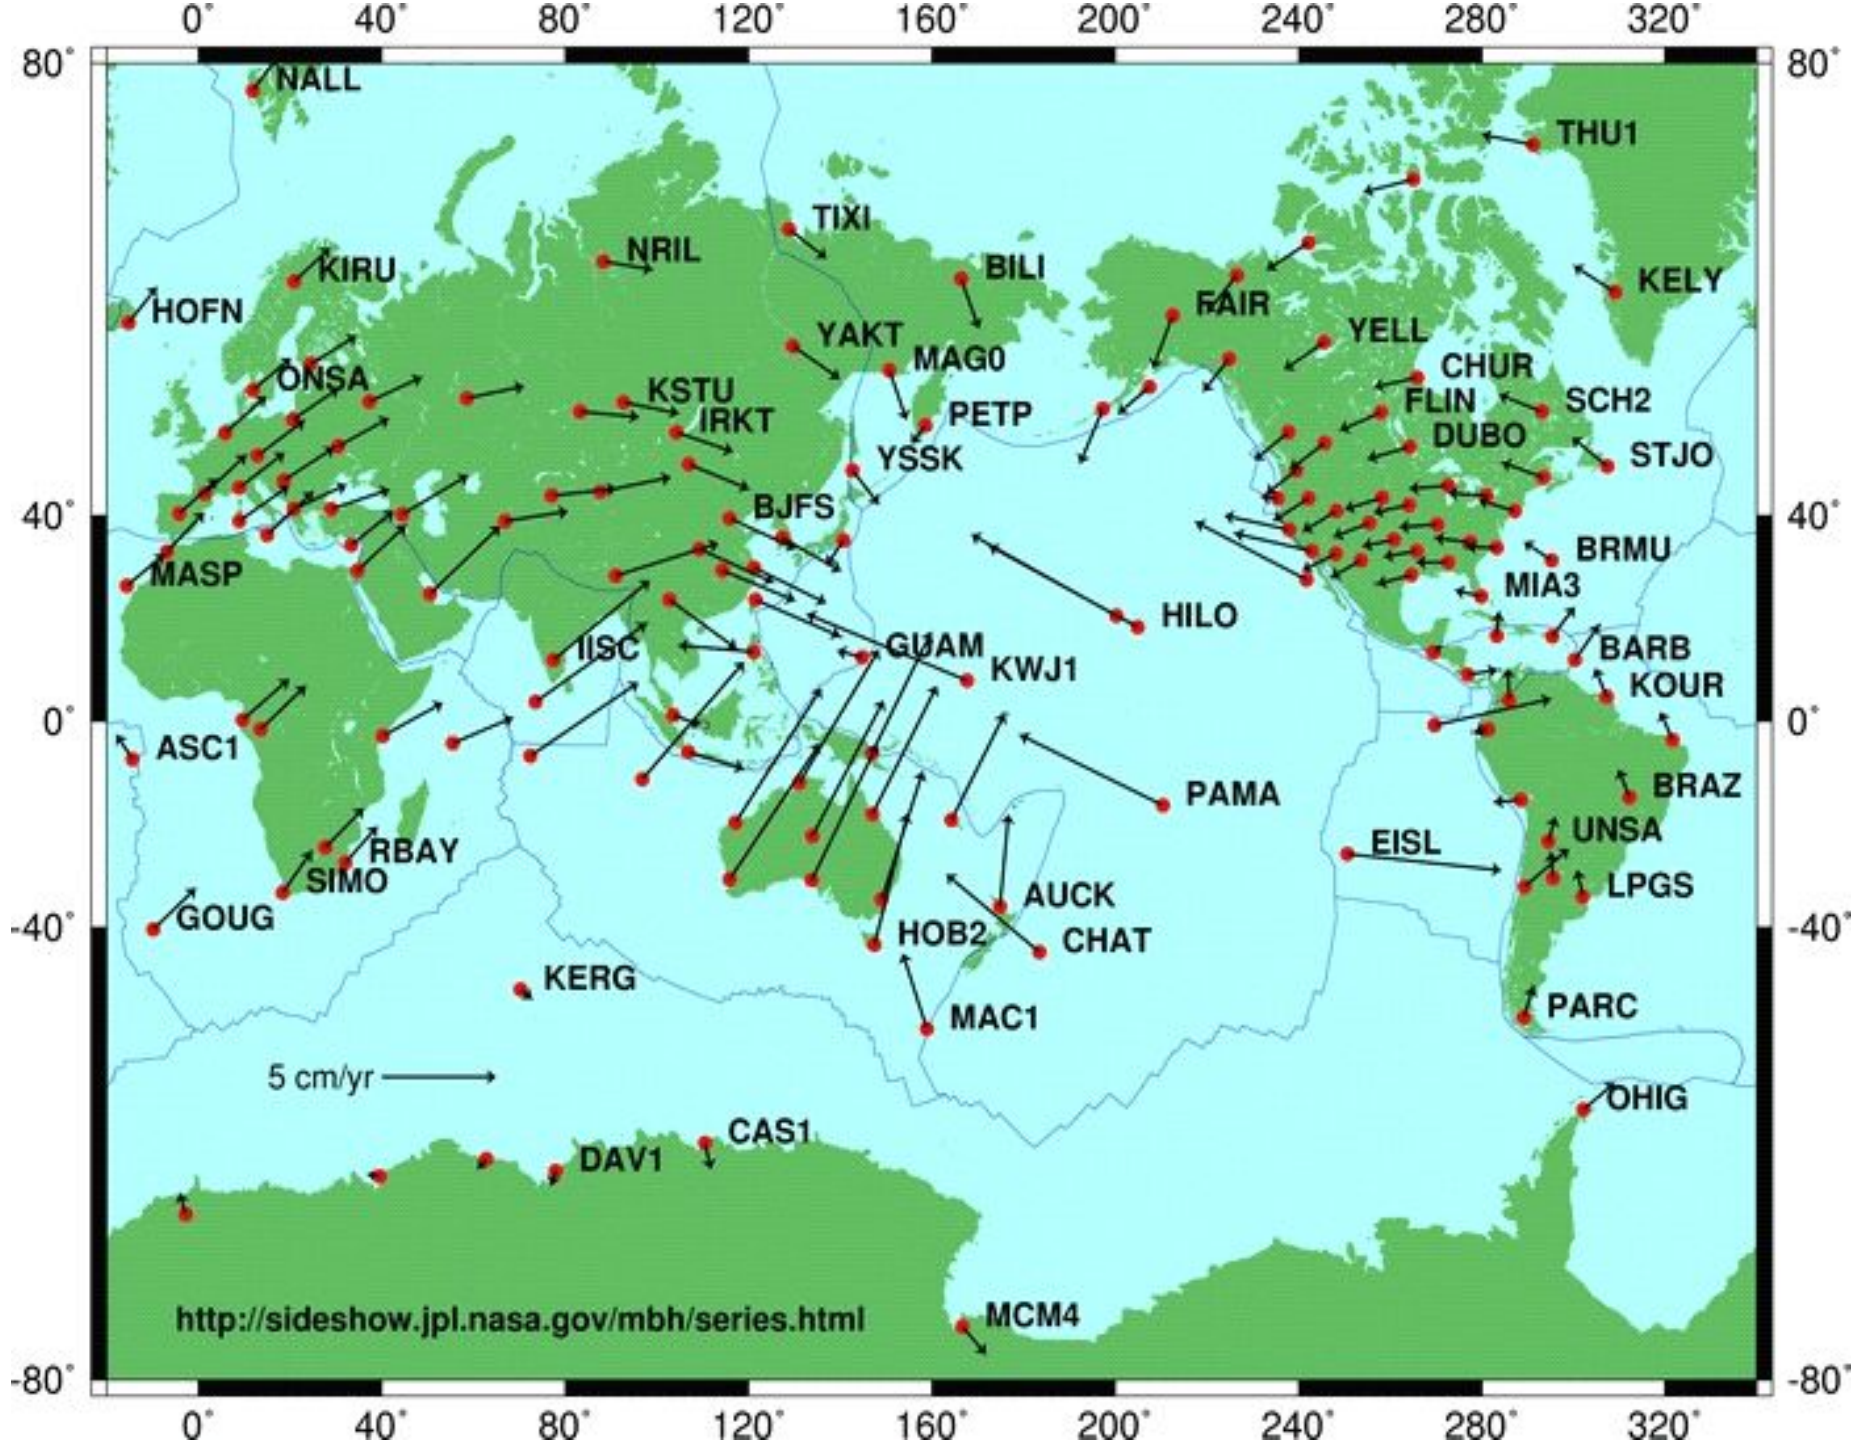 0° 40° 80° 120° 160° 200° 240° 280° 320°
80° 80°
NALL
THU1
TIXI
NRIL
BILI
KIRU
KELY
HOFN
FAIR
YAKT
YELL
MAG0
CHUR
ONSA
KSTU
FLIN
SCH2
IRKT
PETP
DUBO
YSSK
STJO
40° 40°
BJFS
BRMU
MASP
MIA3
HILO
IISC
GUAM
BARB
KWJ1
KOUR
0° 0°
ASC1
BRAZ
PAMA
UNSA
EISL
RBAY
SIMO
LPGS
AUCK
GOUG
-40° -40°
HOB2
CHAT
KERG
PARC
MAC1
5 cm/yr
OHIG
CAS1
DAV1
MCM4
http://sideshow.jpl.nasa.gov/mbh/series.html
-80° -80°
0° 40° 80° 120° 160° 200° 240° 280° 320°